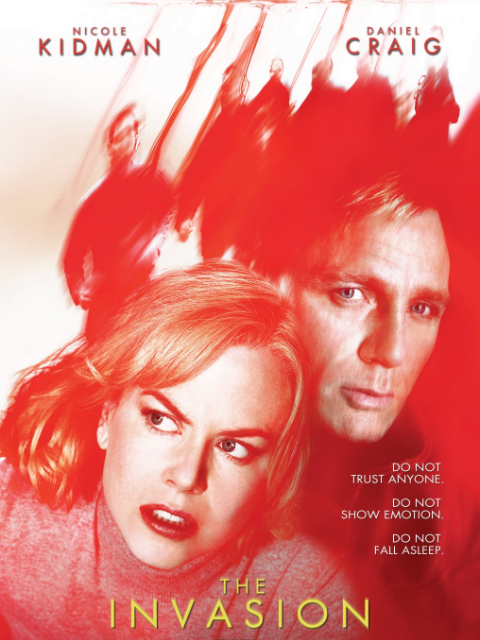 NICOLE
KIDMAN
DANIEL
CRAIG
DO NOT
TRUST ANYONE.
DO NOT
SHOW EMOTION.
DO NOT
FALL ASLEEP.
THE
INVASION